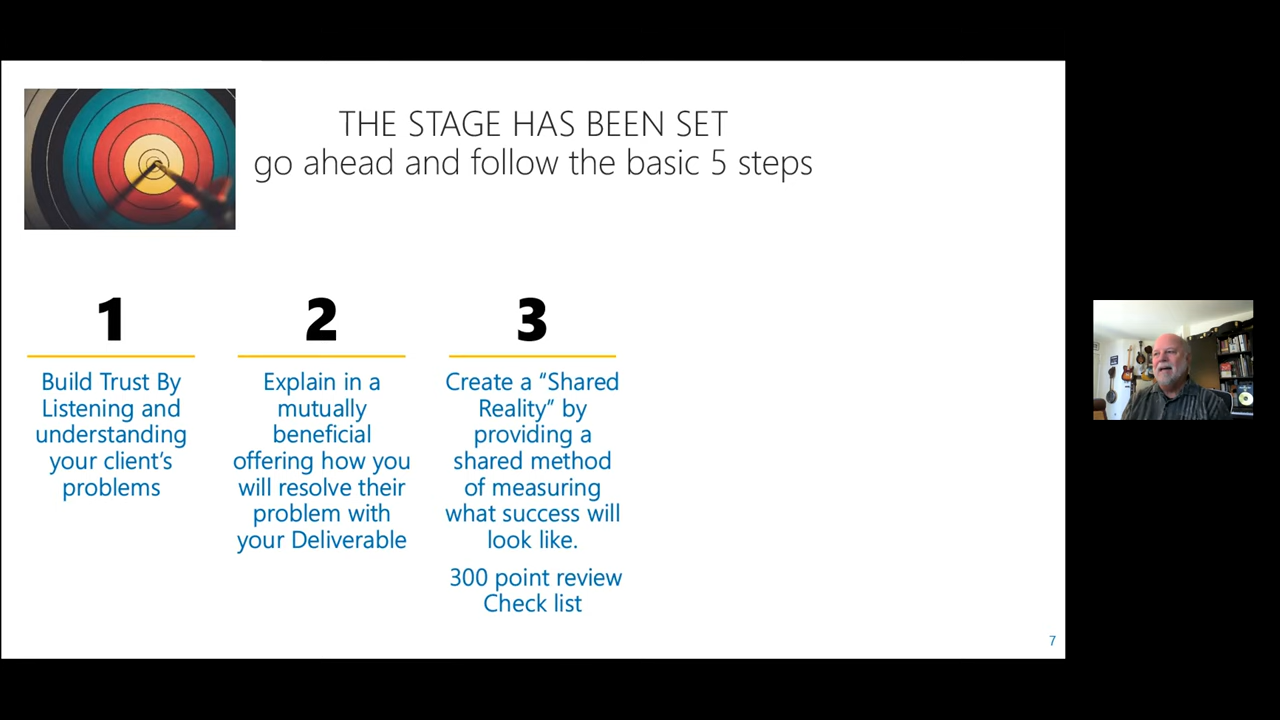 THE STAGE HAS BEEN SET
go ahead and follow the basic 5 steps
1
Build Trust By
Listening and
understanding
your client's
problems
2
Explain in a
mutually
beneficial
offering how you
will resolve their
problem with
your Deliverable
3
Create a “Shared
Reality” by
providing a
shared method
of measuring
what success will
look like.
300 point review
Check list
7